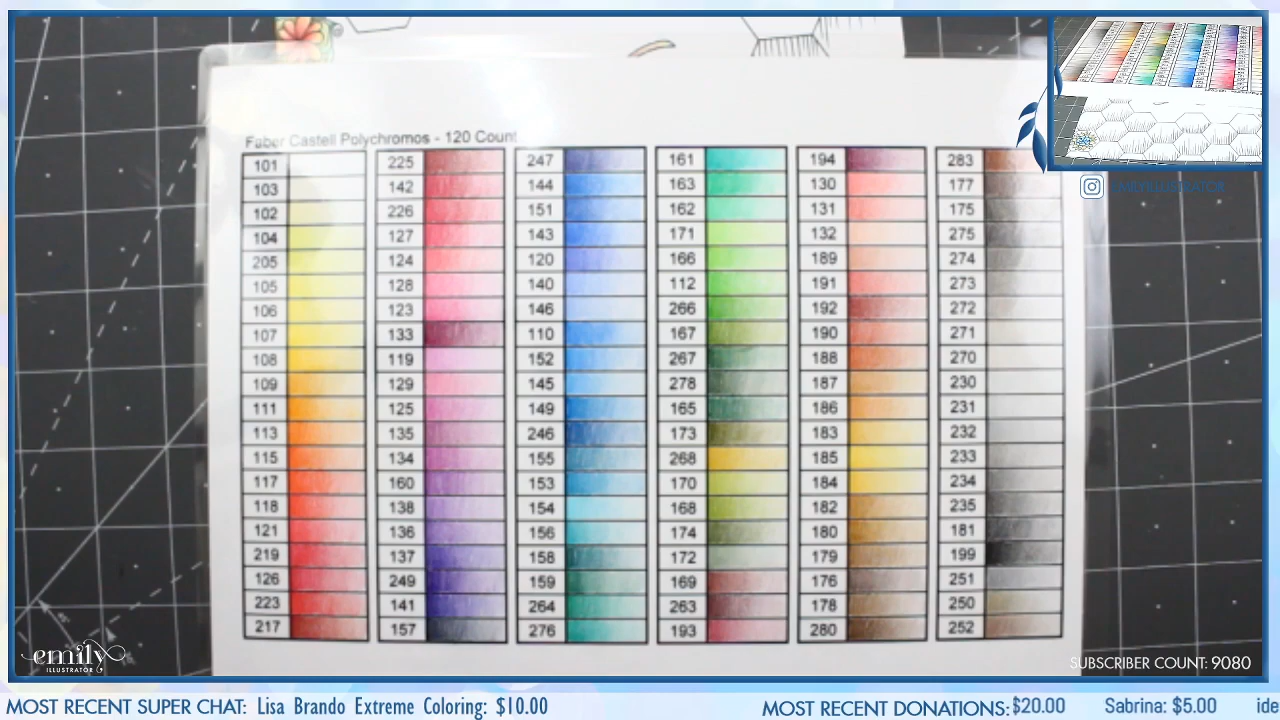 Faber Castell Polychromos - 120 Count
101 225 247 161 194 283
103 142 144 163 130 177
102 226 151 162 131 175
104 127 143 171 132 275
205 124 120 166 189 274
105 128 140 112 191 273
106 123 146 266 192 272
107 133 110 167 190 271
108 119 152 267 188 270
109 129 145 278 187 230
111 125 149 165 186 231
113 135 246 173 183 232
115 134 155 268 185 233
117 160 153 170 184 234
118 138 154 168 182 235
121 136 156 174 180 181
219 137 158 172 179 199
126 249 159 169 176 251
223 141 264 263 178 250
217 157 276 193 280 252
EMILYILLUSTRATOR
emily
ILLUSTRATOR
SUBSCRIBER COUNT: 9080
MOST RECENT SUPER CHAT: Lisa Brando Extreme Coloring: $10.00
MOST RECENT DONATIONS: $20.00 Sabrina: $5.00 ide